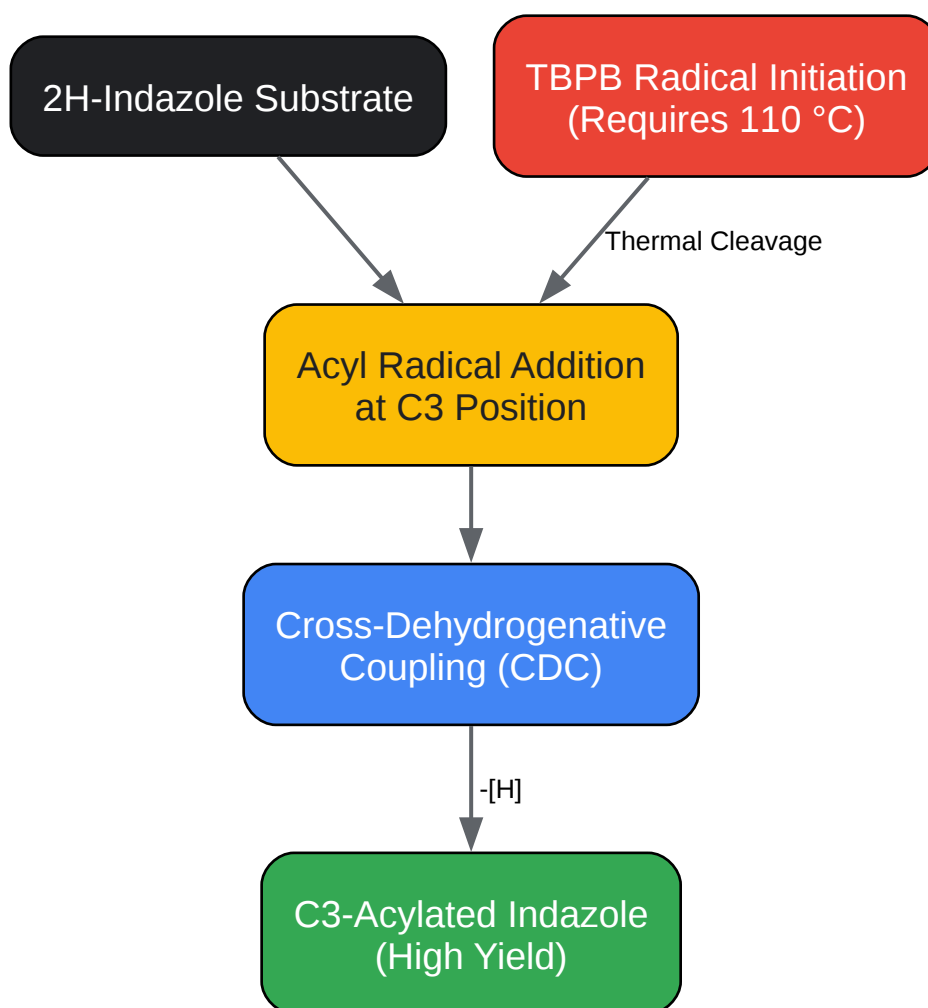 2H-Indazole Substrate
TBPB Radical Initiation
(Requires 110 °C)
Thermal Cleavage
Acyl Radical Addition
at C3 Position
Cross-Dehydrogenative
Coupling (CDC)
-[H]
C3-Acylated Indazole
(High Yield)